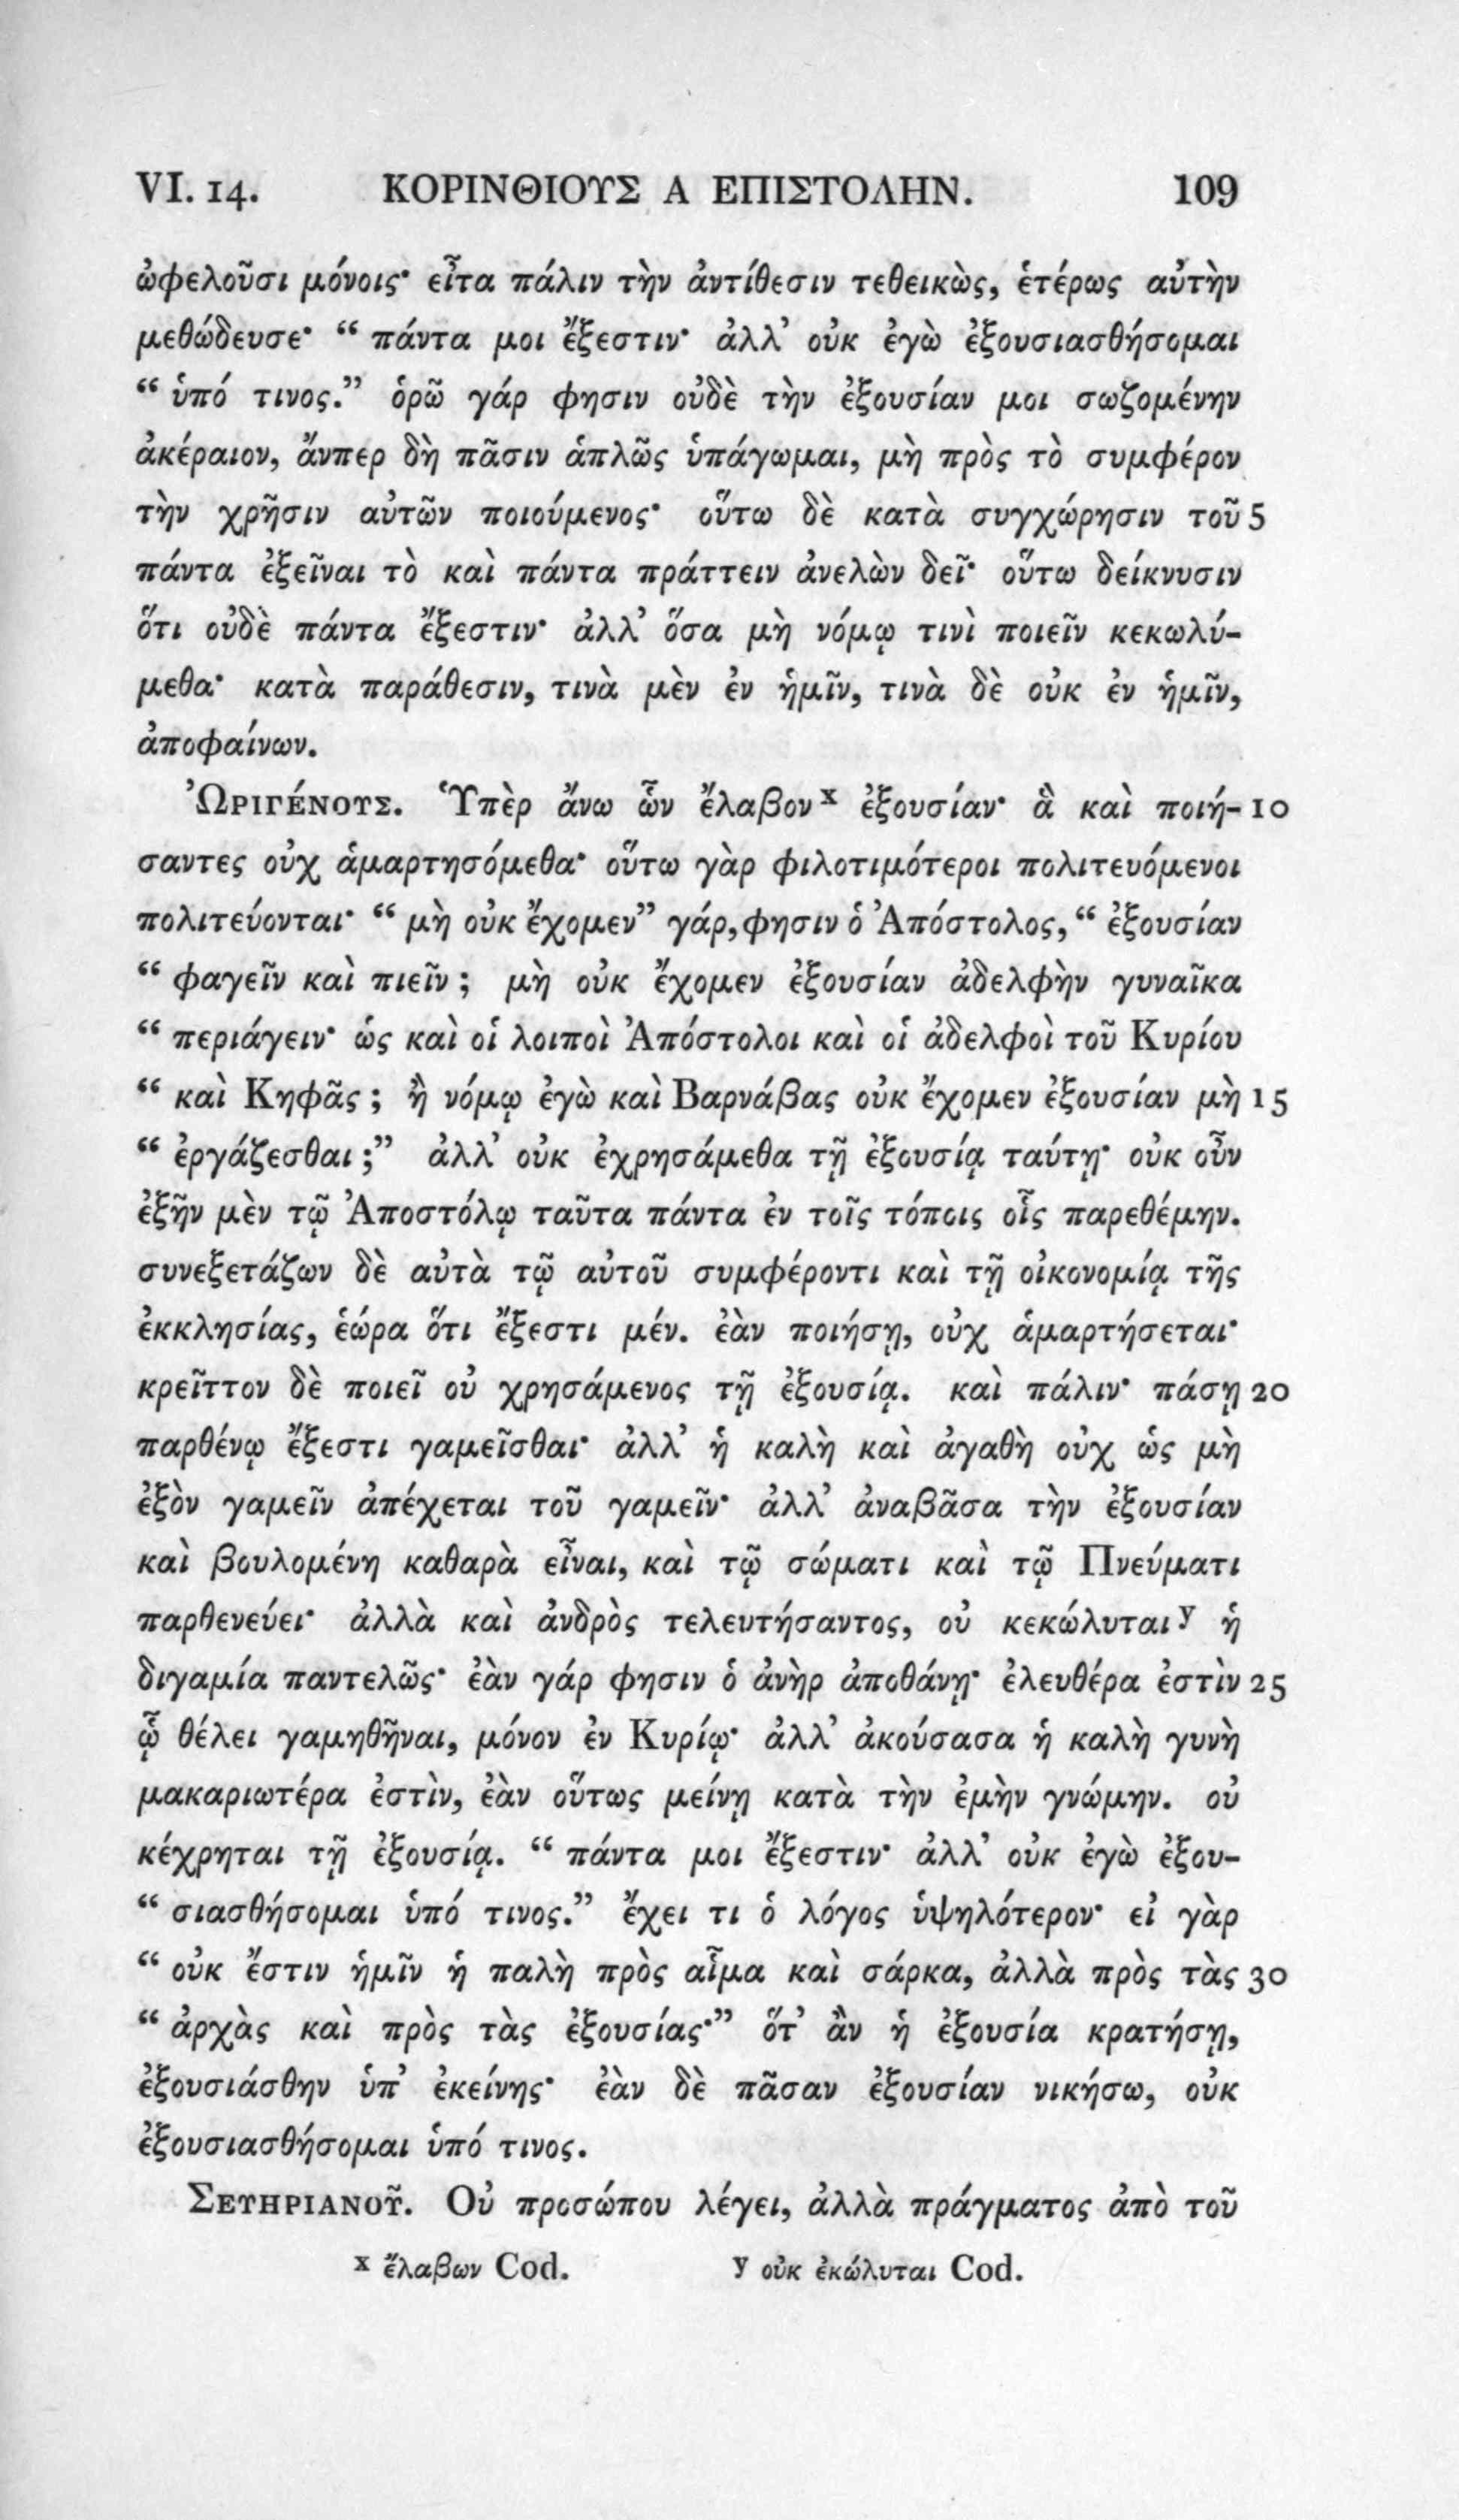 VI. 14. ΚΟΡΙΝΘΙΟΥΣ Α ΕΠΙΣΤΟΛΗΝ. 109
ὠφελοῦσι μόνοις· εἶτα πάλιν τὴν ἀντίθεσιν τεθεικὼς, ἑτέρως αὐτὴν
μεθώδευσε· “ πάντα μοι ἔξεστιν· ἀλλ’ οὐκ ἐγὼ ἐξουσιασθήσομαι
“ ὑπό τινος.” ὁρῶ γάρ φησιν οὐδὲ τὴν ἐξουσίαν μοι σωζομένην
ἀκέραιον, ἄνπερ δὴ πᾶσιν ἁπλῶς ὑπάγωμαι, μὴ πρὸς τὸ συμφέρον
τὴν χρῆσιν αὐτῶν ποιούμενος· οὕτω δὲ κατὰ συγχώρησιν τοῦ 5
πάντα ἐξεῖναι τὸ καὶ πάντα πράττειν ἀνελὼν δεῖ· οὕτω δείκνυσιν
ὅτι οὐδὲ πάντα ἔξεστιν· ἀλλ’ ὅσα μὴ νόμῳ τινὶ ποιεῖν κεκωλύ-
μεθα· κατὰ παράθεσιν, τινὰ μὲν ἐν ἡμῖν, τινὰ δὲ οὐκ ἐν ἡμῖν,
ἀποφαίνων.
ὨΡΙΓΈΝΟΥΣ. Ὑπὲρ ἄνω ὧν ἔλαβον x ἐξουσίαν· ἃ καὶ ποιή- 10
σαντες οὐχ ἁμαρτησόμεθα· οὕτω γὰρ φιλοτιμότεροι πολιτευόμενοι
πολιτεύονται· “ μὴ οὐκ ἔχομεν” γάρ, φησιν ὁ Ἀπόστολος, “ ἐξουσίαν
“ φαγεῖν καὶ πιεῖν ; μὴ οὐκ ἔχομεν ἐξουσίαν ἀδελφὴν γυναῖκα
“ περιάγειν· ὡς καὶ οἱ λοιποὶ Ἀπόστολοι καὶ οἱ ἀδελφοὶ τοῦ Κυρίου
“ καὶ Κηφᾶς ; ἢ νόμῳ ἐγὼ καὶ Βαρνάβας οὐκ ἔχομεν ἐξουσίαν μὴ 15
“ ἐργάζεσθαι ;” ἀλλ’ οὐκ ἐχρησάμεθα τῇ ἐξουσίᾳ ταύτῃ· οὐκ οὖν
ἐξῆν μὲν τῷ Ἀποστόλῳ ταῦτα πάντα ἐν τοῖς τόποις οἷς παρεθέμην.
συνεξετάζων δὲ αὐτὰ τῷ αὐτοῦ συμφέροντι καὶ τῇ οἰκονομίᾳ τῆς
ἐκκλησίας, ἑώρα ὅτι ἔξεστι μέν. ἐὰν ποιήσῃ, οὐχ ἁμαρτήσεται·
κρεῖττον δὲ ποιεῖ οὐ χρησάμενος τῇ ἐξουσίᾳ. καὶ πάλιν· πάσῃ 20
παρθένῳ ἔξεστι γαμεῖσθαι· ἀλλ’ ἡ καλὴ καὶ ἀγαθὴ οὐχ ὡς μὴ
ἐξὸν γαμεῖν ἀπέχεται τοῦ γαμεῖν· ἀλλ’ ἀναβᾶσα τὴν ἐξουσίαν
καὶ βουλομένη καθαρὰ εἶναι, καὶ τῷ σώματι καὶ τῷ Πνεύματι
παρθενεύει· ἀλλὰ καὶ ἀνδρὸς τελευτήσαντος, οὐ κεκώλυται y ἡ
διγαμία παντελῶς· ἐὰν γάρ φησιν ὁ ἀνὴρ ἀποθάνῃ· ἐλευθέρα ἐστὶν 25
ᾧ θέλει γαμηθῆναι, μόνον ἐν Κυρίῳ· ἀλλ’ ἀκούσασα ἡ καλὴ γυνὴ
μακαριωτέρα ἐστὶν, ἐὰν οὕτως μείνῃ κατὰ τὴν ἐμὴν γνώμην. οὐ
κέχρηται τῇ ἐξουσίᾳ. “ πάντα μοι ἔξεστιν· ἀλλ’ οὐκ ἐγὼ ἐξου-
“ σιασθήσομαι ὑπό τινος.” ἔχει τι ὁ λόγος ὑψηλότερον· εἰ γὰρ
“ οὐκ ἔστιν ἡμῖν ἡ παλὴ πρὸς αἷμα καὶ σάρκα, ἀλλὰ πρὸς τὰς 30
“ ἀρχὰς καὶ πρὸς τὰς ἐξουσίας·” ὅτ’ ἂν ἡ ἐξουσία κρατήσῃ,
ἐξουσιάσθην ὑπ’ ἐκείνης· ἐὰν δὲ πᾶσαν ἐξουσίαν νικήσω, οὐκ
ἐξουσιασθήσομαι ὑπό τινος.
ΣΕΥΗΡΙΑΝΟΥ͂. Οὐ προσώπου λέγει, ἀλλὰ πράγματος ἀπὸ τοῦ
x ἔλαβων Cod. y οὐκ ἐκώλυται Cod.